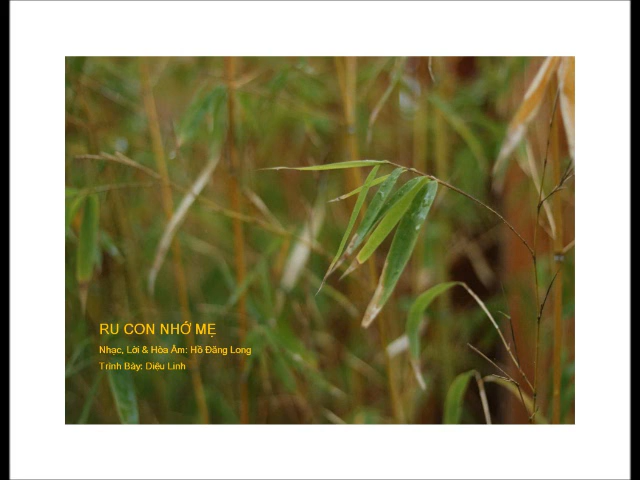 RU CON NHỚ MẸ
Nhạc, Lời & Hòa Âm: Hồ Đăng Long
Trình Bày: Diệu Linh